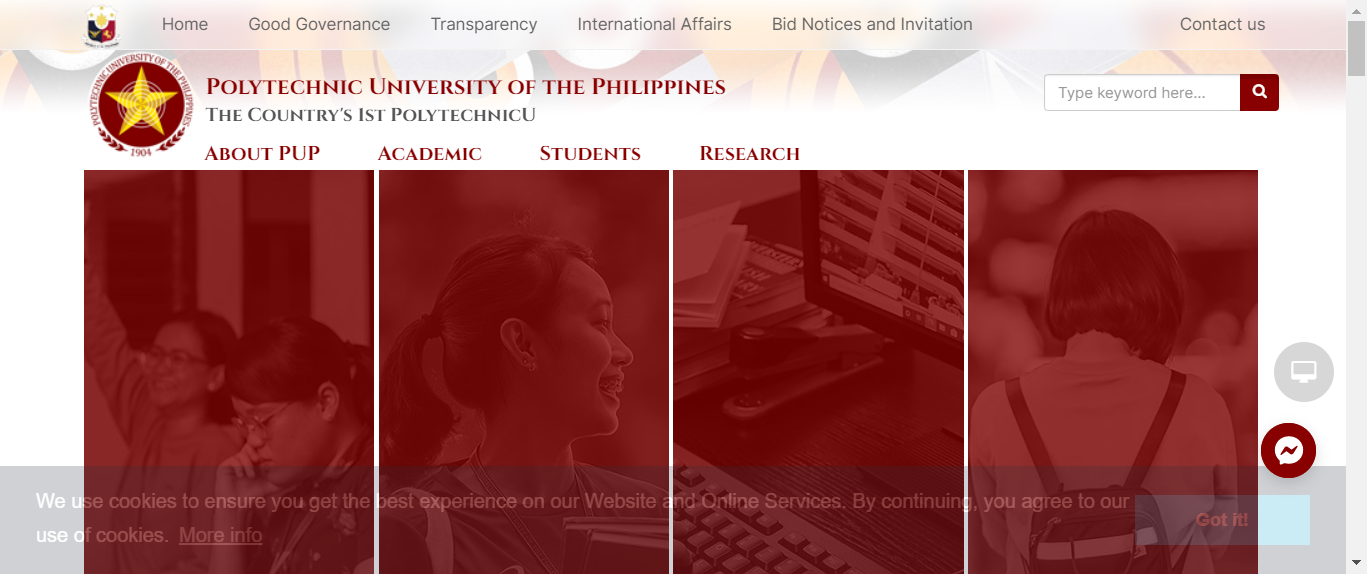 Home Good Governance Transparency International Affairs Bid Notices and Invitation Contact us
POLYTECHNIC UNIVERSITY OF THE PHILIPPINES
1904
Polytechnic University of the Philippines
The Country's 1st PolytechnicU
Type keyword here...
About PUP Academic Students Research
We use cookies to ensure you get the best experience on our Website and Online Services. By continuing, you agree to our
use of cookies. More info
Got it!